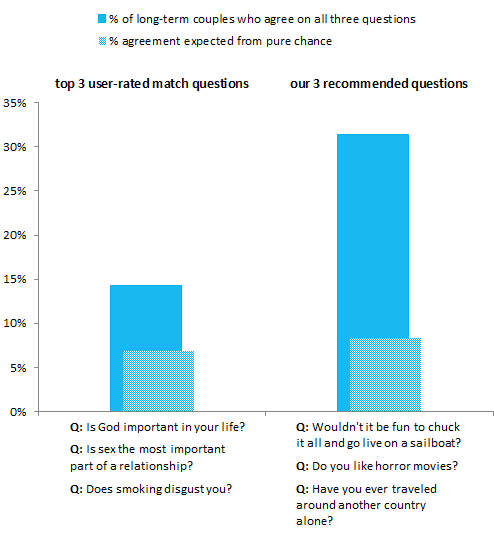 % of long-term couples who agree on all three questions
% agreement expected from pure chance
top 3 user-rated match questions
our 3 recommended questions
35%
30%
25%
20%
15%
10%
5%
0%
Q: Is God important in your life?
Q: Is sex the most important
part of a relationship?
Q: Does smoking disgust you?
Q: Wouldn't it be fun to chuck
it all and go live on a sailboat?
Q: Do you like horror movies?
Q: Have you ever traveled
around another country
alone?